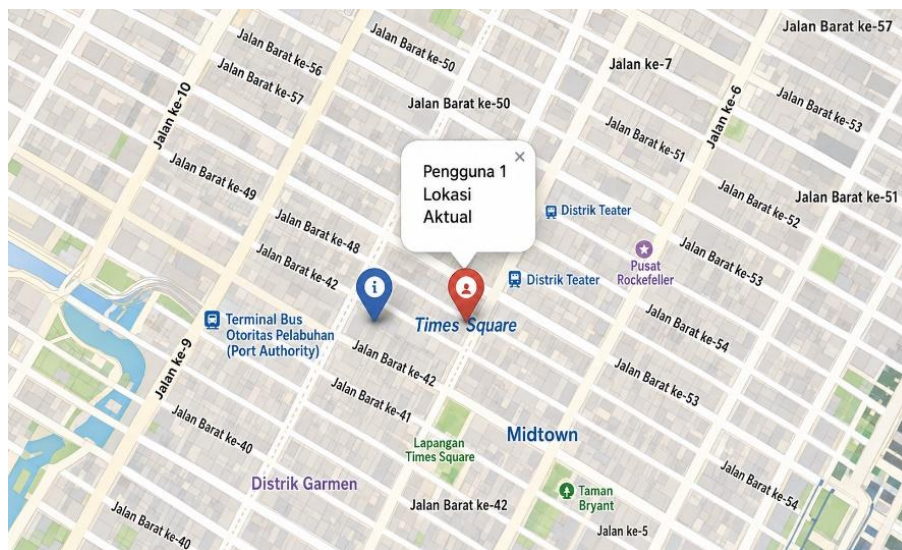 Jalan Barat ke-57
Jalan Barat ke-56
Jalan Barat ke-50
Jalan ke-7
Jalan Barat ke-57
Jalan ke-10
Jalan Barat ke-50
Jalan ke-6
Jalan Barat ke-53
Jalan Barat ke-51
Pengguna 1
Lokasi
Aktual
Jalan Barat ke-49
Jalan Barat ke-51
Jalan Barat ke-52
Distrik Teater
Jalan Barat ke-48
Jalan Barat ke-42
Pusat
Rockefeller
Jalan Barat ke-53
Distrik Teater
Terminal Bus
Otoritas Pelabuhan
(Port Authority)
Times Square
Jalan Barat ke-54
Jalan ke-9
Jalan Barat ke-42
Jalan Barat ke-53
Jalan Barat ke-41
Jalan Barat ke-40
Midtown
Lapangan
Times Square
Distrik Garmen
Jalan Barat ke-54
Taman
Bryant
Jalan Barat ke-42
Jalan Barat ke-40
Jalan ke-5